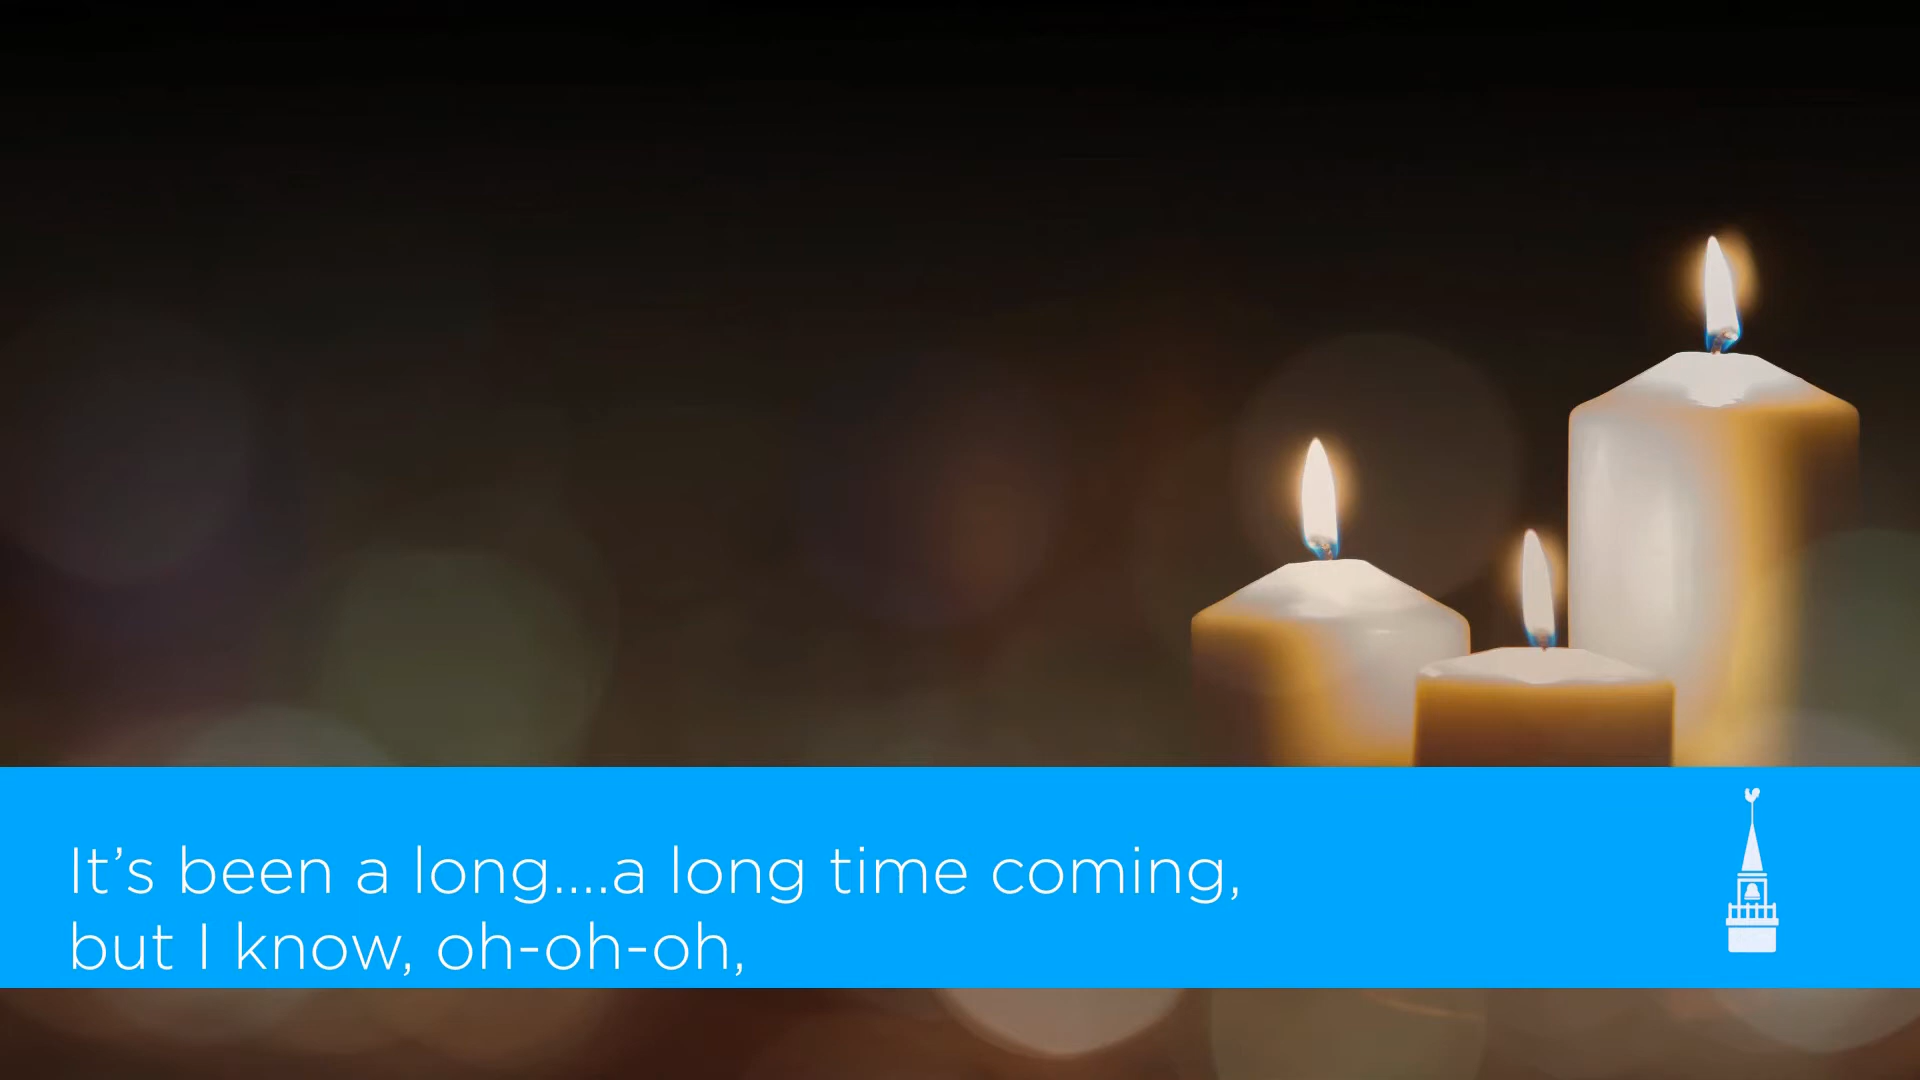 It’s been a long....a long time coming,
but I know, oh-oh-oh,